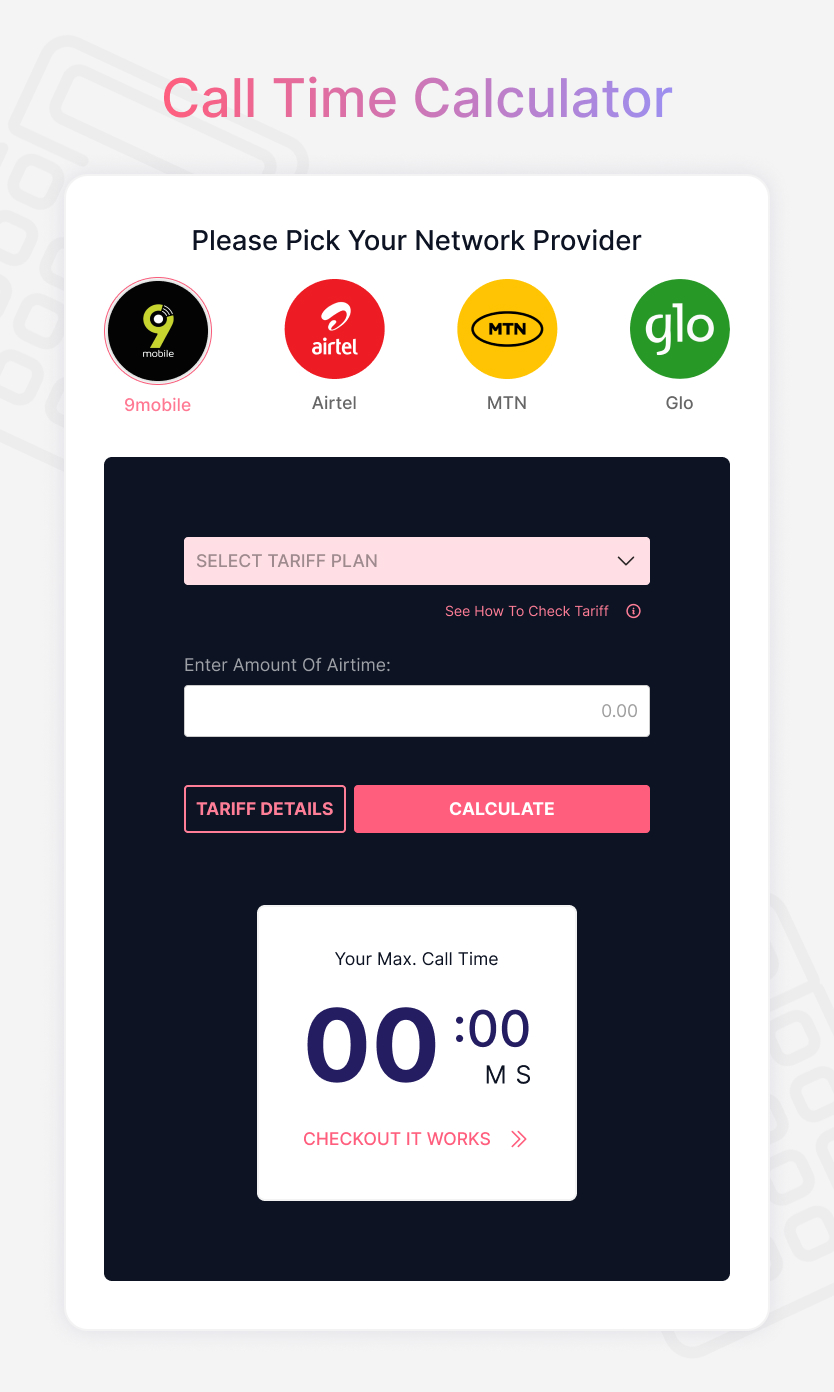 Call Time Calculator
Please Pick Your Network Provider
9
mobile
airtel
MTN
glo
9mobile
Airtel
MTN
Glo
SELECT TARIFF PLAN
See How To Check Tariff
Enter Amount Of Airtime:
0.00
TARIFF DETAILS
CALCULATE
Your Max. Call Time
00 :00
M S
CHECKOUT IT WORKS